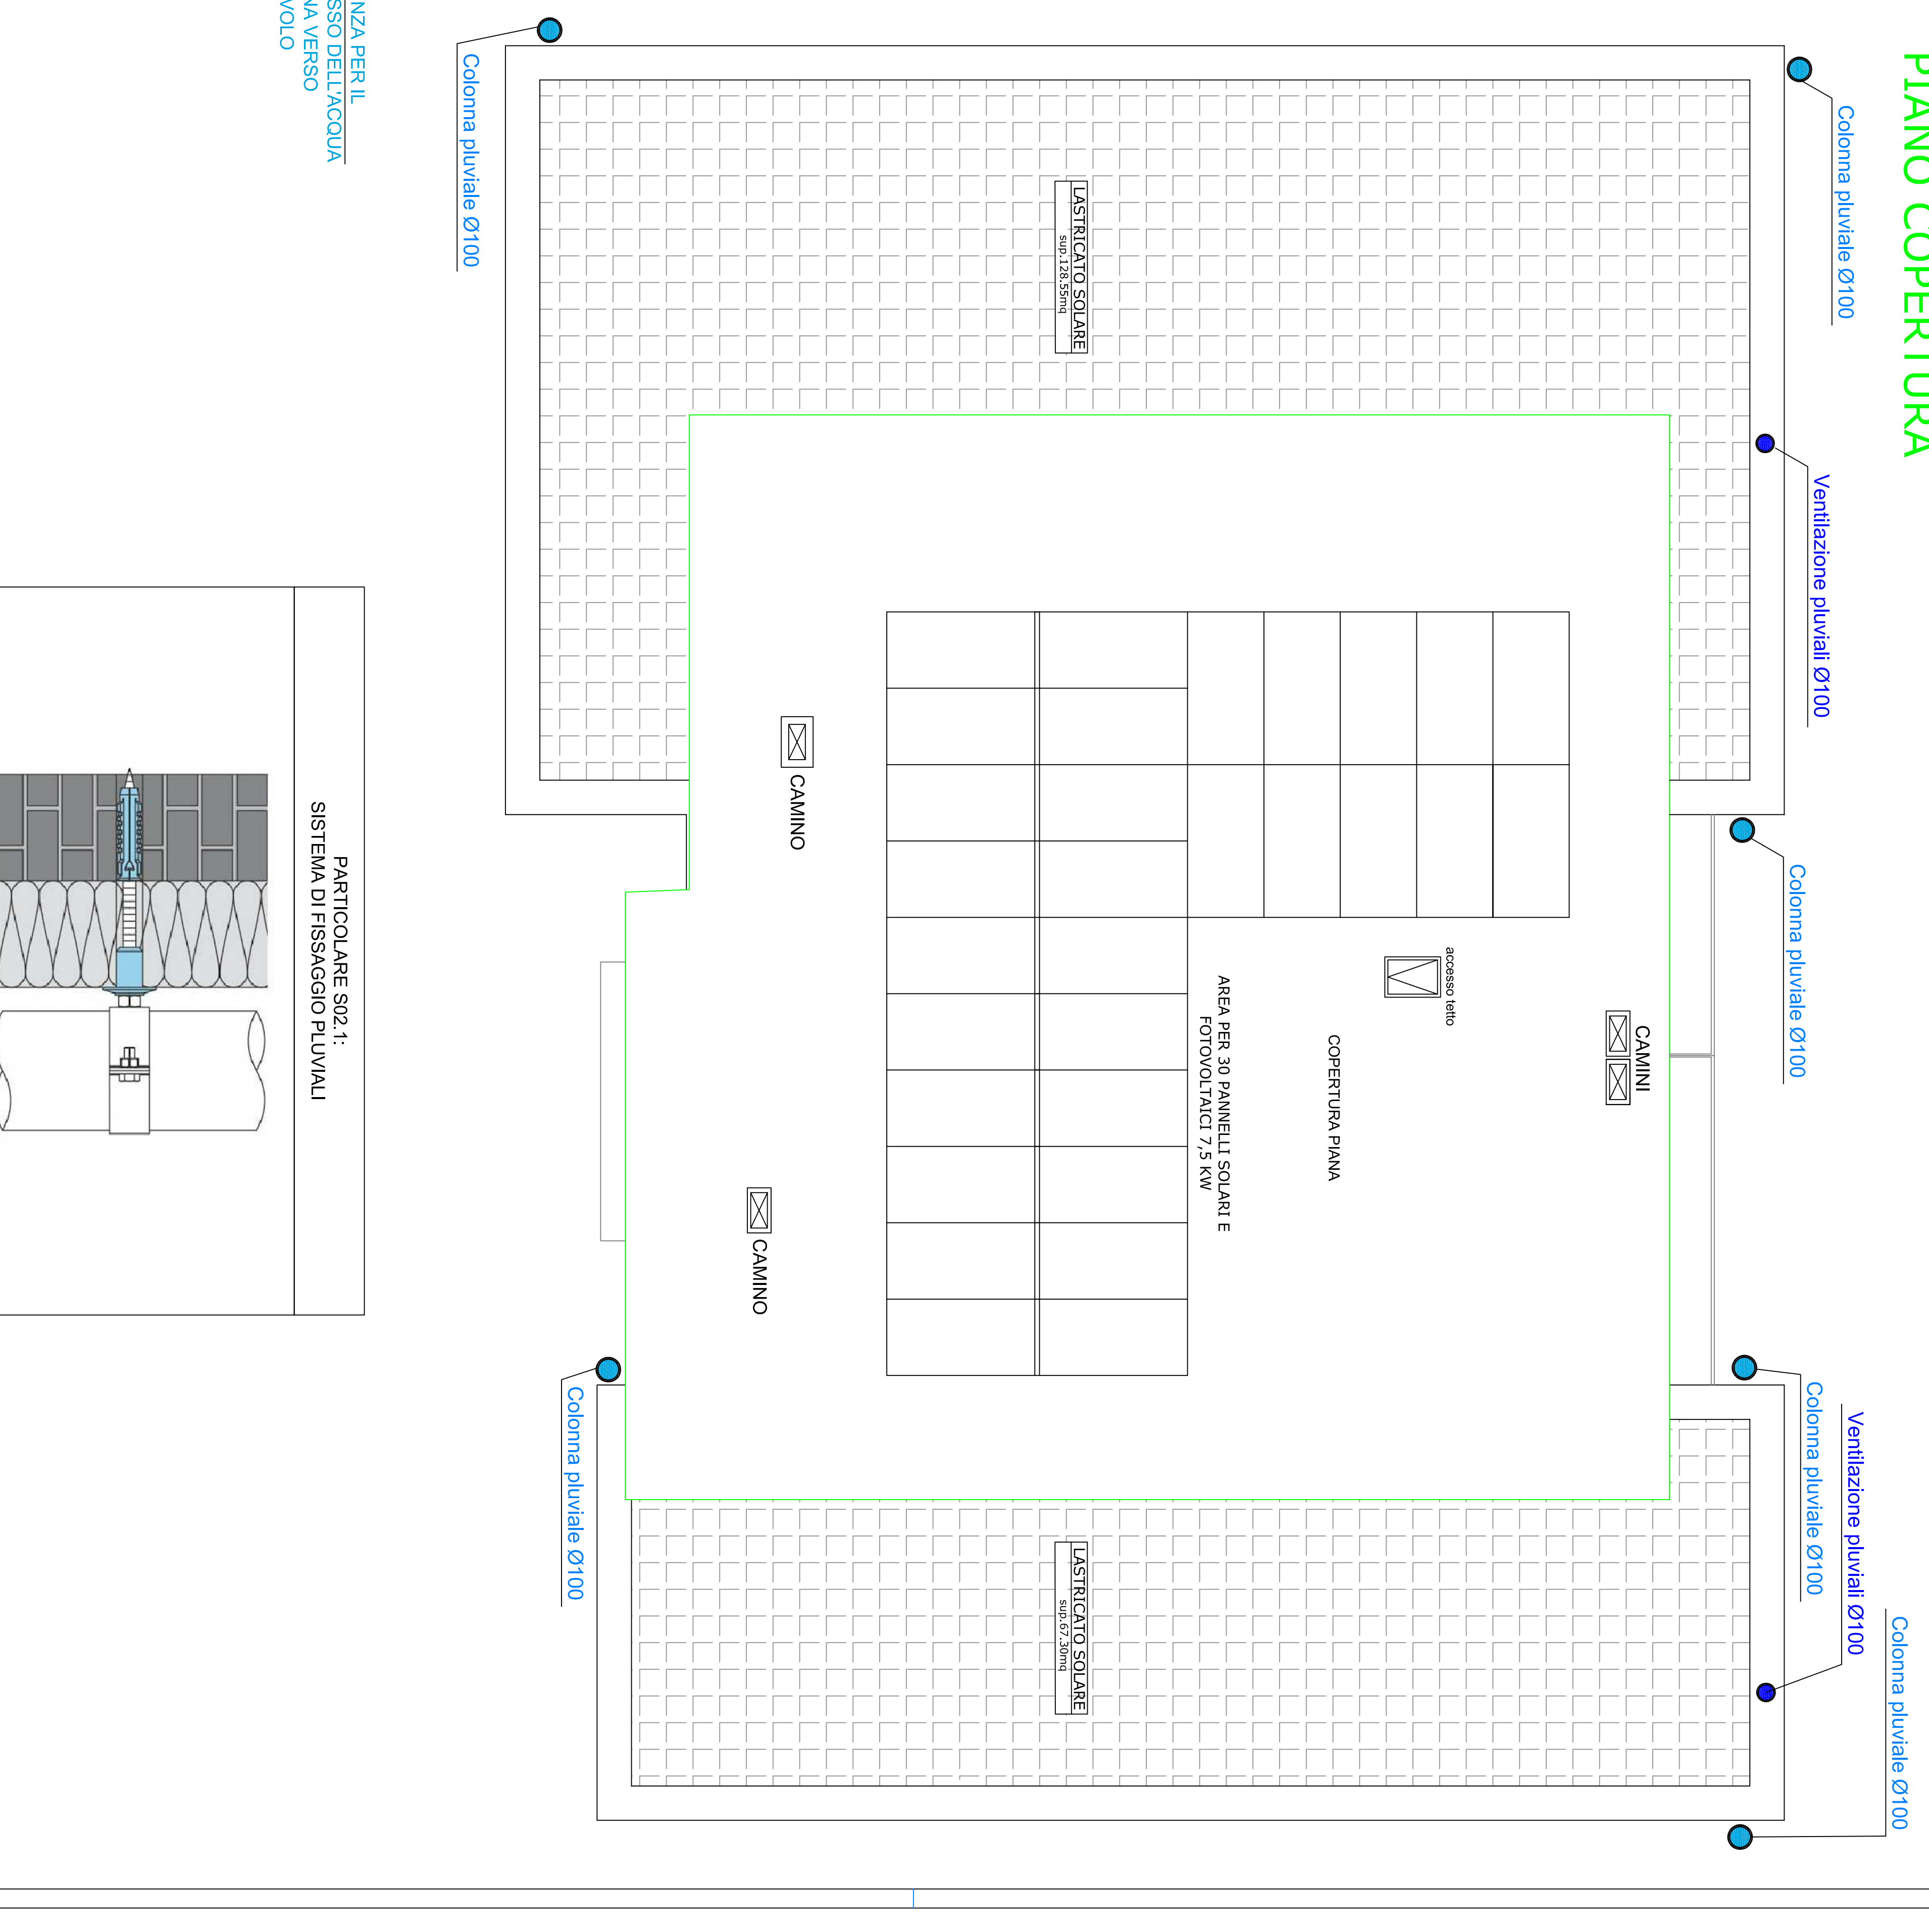 PIANO COPERTURA
Colonna pluviale Ø100
Ventilazione pluviali Ø100
Colonna pluviale Ø100
Colonna pluviale Ø100
Ventilazione pluviali Ø100
Colonna pluviale Ø100
CAMINI
accesso tetto
COPERTURA PIANA
AREA PER 30 PANNELLI SOLARI E
FOTOVOLTAICI 7,5 KW
LASTRICATO SOLARE
sup.128.55mq
LASTRICATO SOLARE
sup.67.30mq
CAMINO
CAMINO
Colonna pluviale Ø100
Colonna pluviale Ø100
NZA PER IL
SSO DELL'ACQUA
NA VERSO
VOLO
PARTICOLARE S02.1:
SISTEMA DI FISSAGGIO PLUVIALI